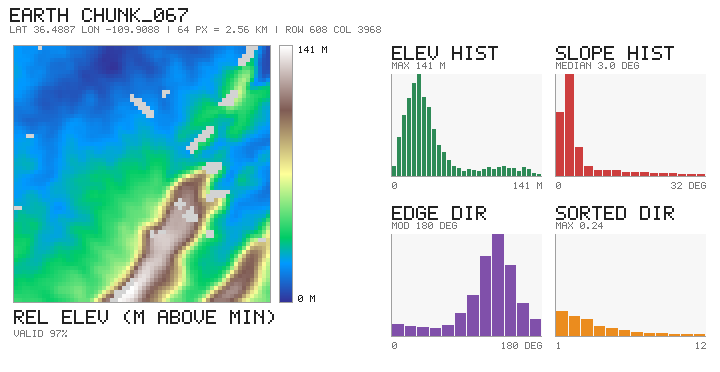 EARTH CHUNK_067
LAT 36.4887 LON -109.9088 | 64 PX = 2.56 KM | ROW 608 COL 3968
141 M
0 M
REL ELEV (M ABOVE MIN)
VALID 97%
ELEV HIST
MAX 141 M
0 141 M
SLOPE HIST
MEDIAN 3.0 DEG
0 32 DEG
EDGE DIR
MOD 180 DEG
0 180 DEG
SORTED DIR
MAX 0.24
1 12